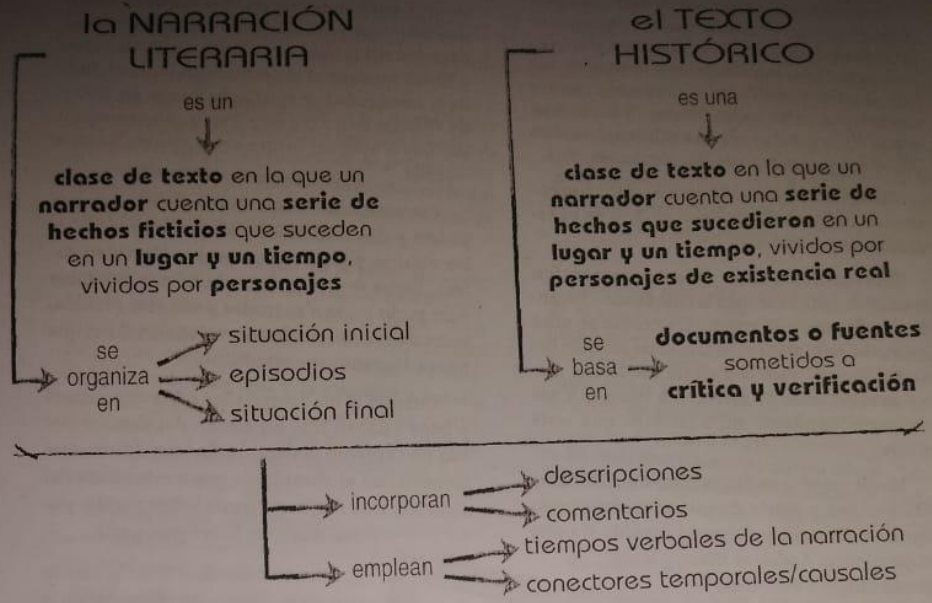 la NARRACIÓN
LITERARIA
es un
clase de texto en la que un
narrador cuenta una serie de
hechos ficticios que suceden
en un lugar y un tiempo,
vividos por personajes
se
organiza
en
situación inicial
episodios
situación final
el TEXTO
HISTÓRICO
es una
clase de texto en la que un
narrador cuenta una serie de
hechos que sucedieron en un
lugar y un tiempo, vividos por
personajes de existencia real
se
basa
en
documentos o fuentes
sometidos a
crítica y verificación
incorporan
descripciones
comentarios
emplean
tiempos verbales de la narración
conectores temporales/causales